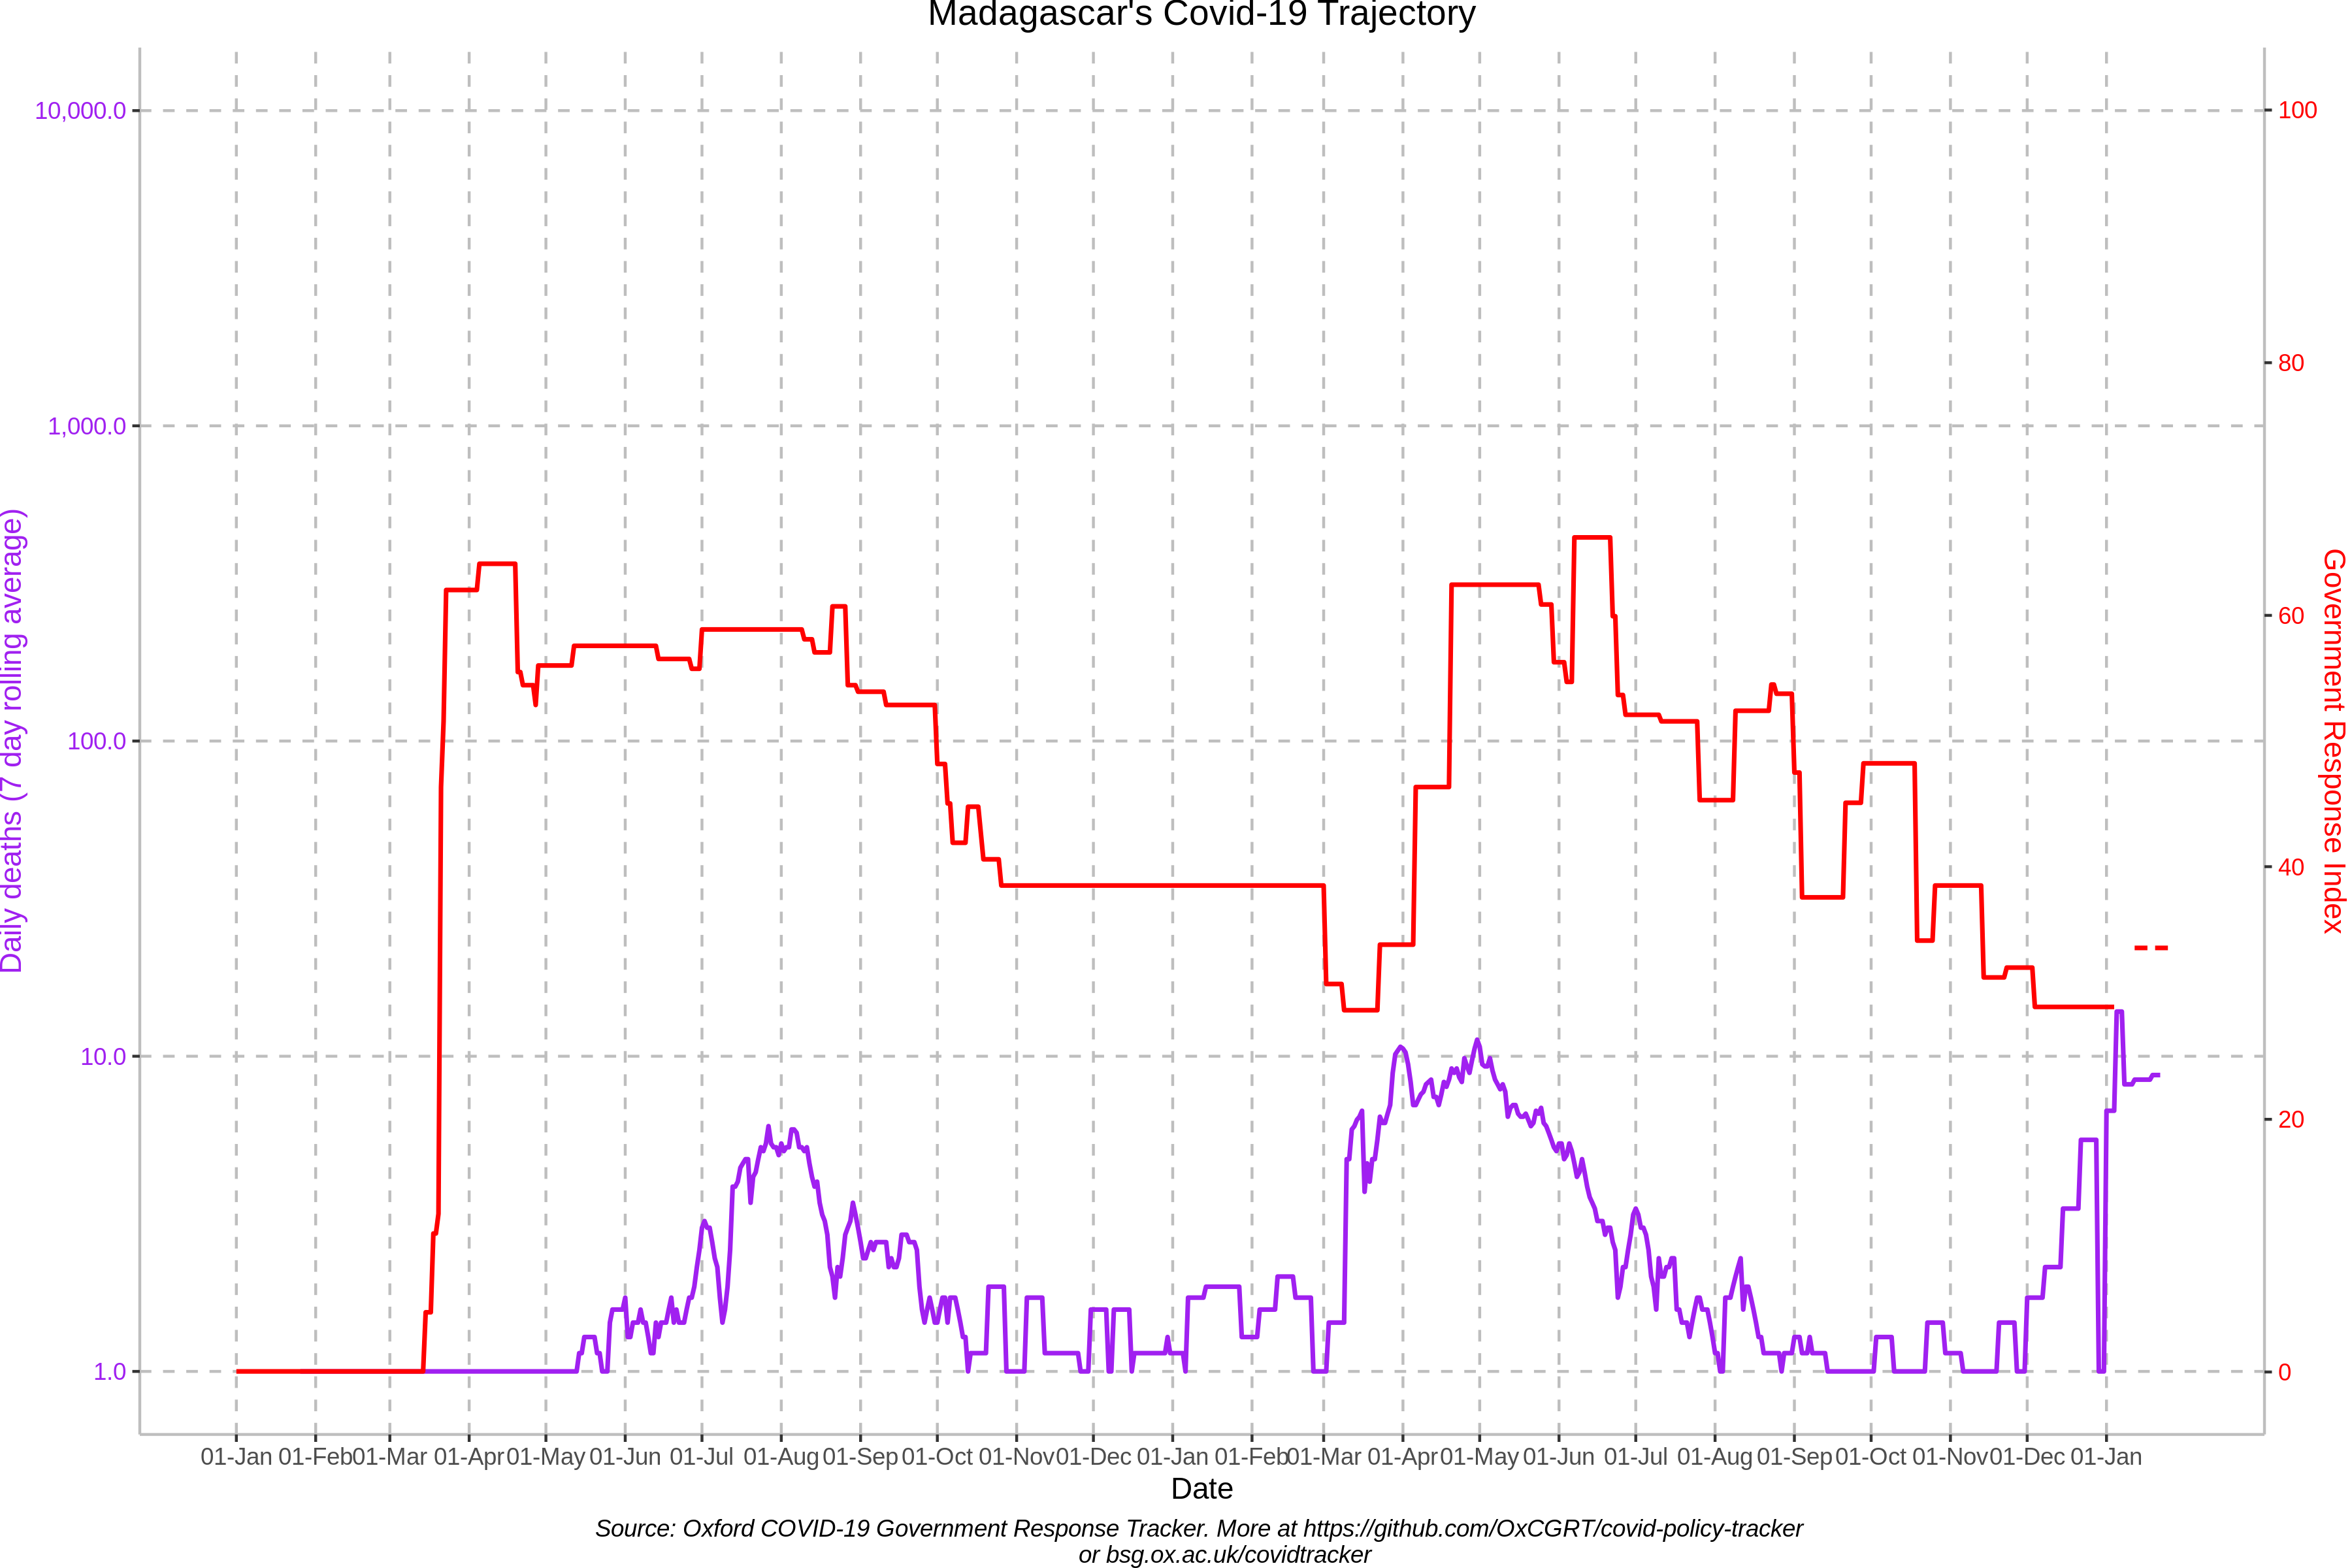 Madagascar's Covid-19 Trajectory
10,000.0
1,000.0
100.0
10.0
1.0
Daily deaths (7 day rolling average)
100
80
60
40
20
0
Government Response Index
01-Jan 01-Feb 01-Mar 01-Apr 01-May 01-Jun 01-Jul 01-Aug 01-Sep 01-Oct 01-Nov 01-Dec 01-Jan 01-Feb 01-Mar 01-Apr 01-May 01-Jun 01-Jul 01-Aug 01-Sep 01-Oct 01-Nov 01-Dec 01-Jan
Date
Source: Oxford COVID-19 Government Response Tracker. More at https://github.com/OxCGRT/covid-policy-tracker
or bsg.ox.ac.uk/covidtracker